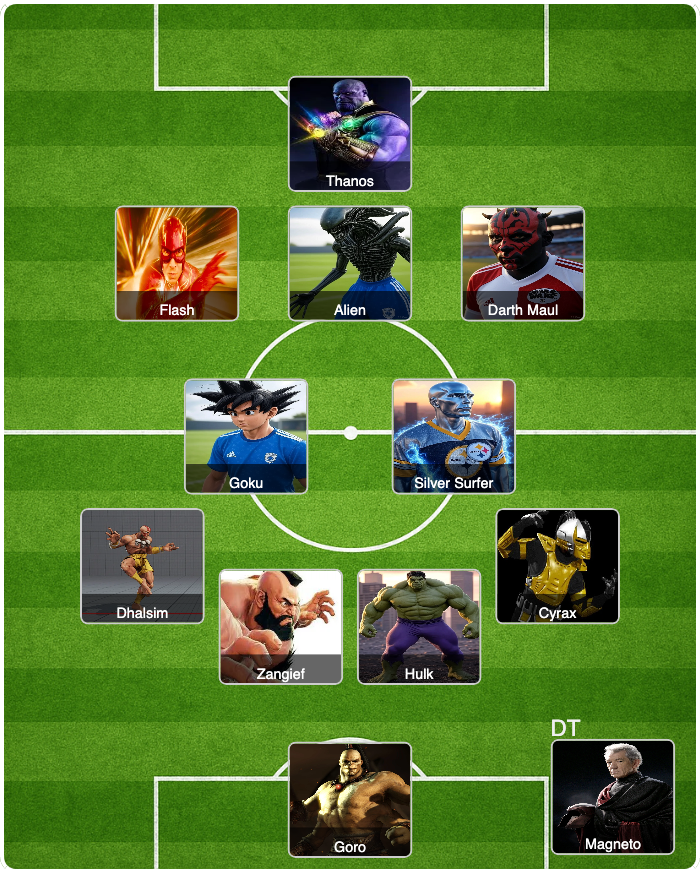 Thanos
Flash
Alien
Darth Maul
Goku
Silver Surfer
Dhalsim
Cyrax
Zangief
Hulk
DT
Goro
Magneto